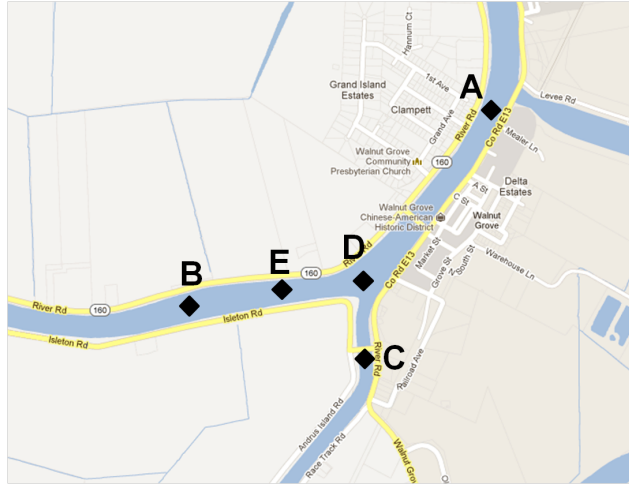 Hannum Ct
1st Ave
Grand Island
Estates
Clampett
Grand Ave
River Rd
A
Co Rd E13
Levee Rd
Mealer Ln
160
Walnut Grove
Community
Presbyterian Church
Delta
Estates
A St
C St
Walnut Grove
Chinese-American
Historic District
Walnut
Grove
Market St
Grove St
N South St
Warehouse Ln
Co Rd E13
D
River Rd
160
E
B
160
River Rd
Isleton Rd
Isleton Rd
C
River Rd
Railroad Ave
Andrus Island Rd
Race Track Rd